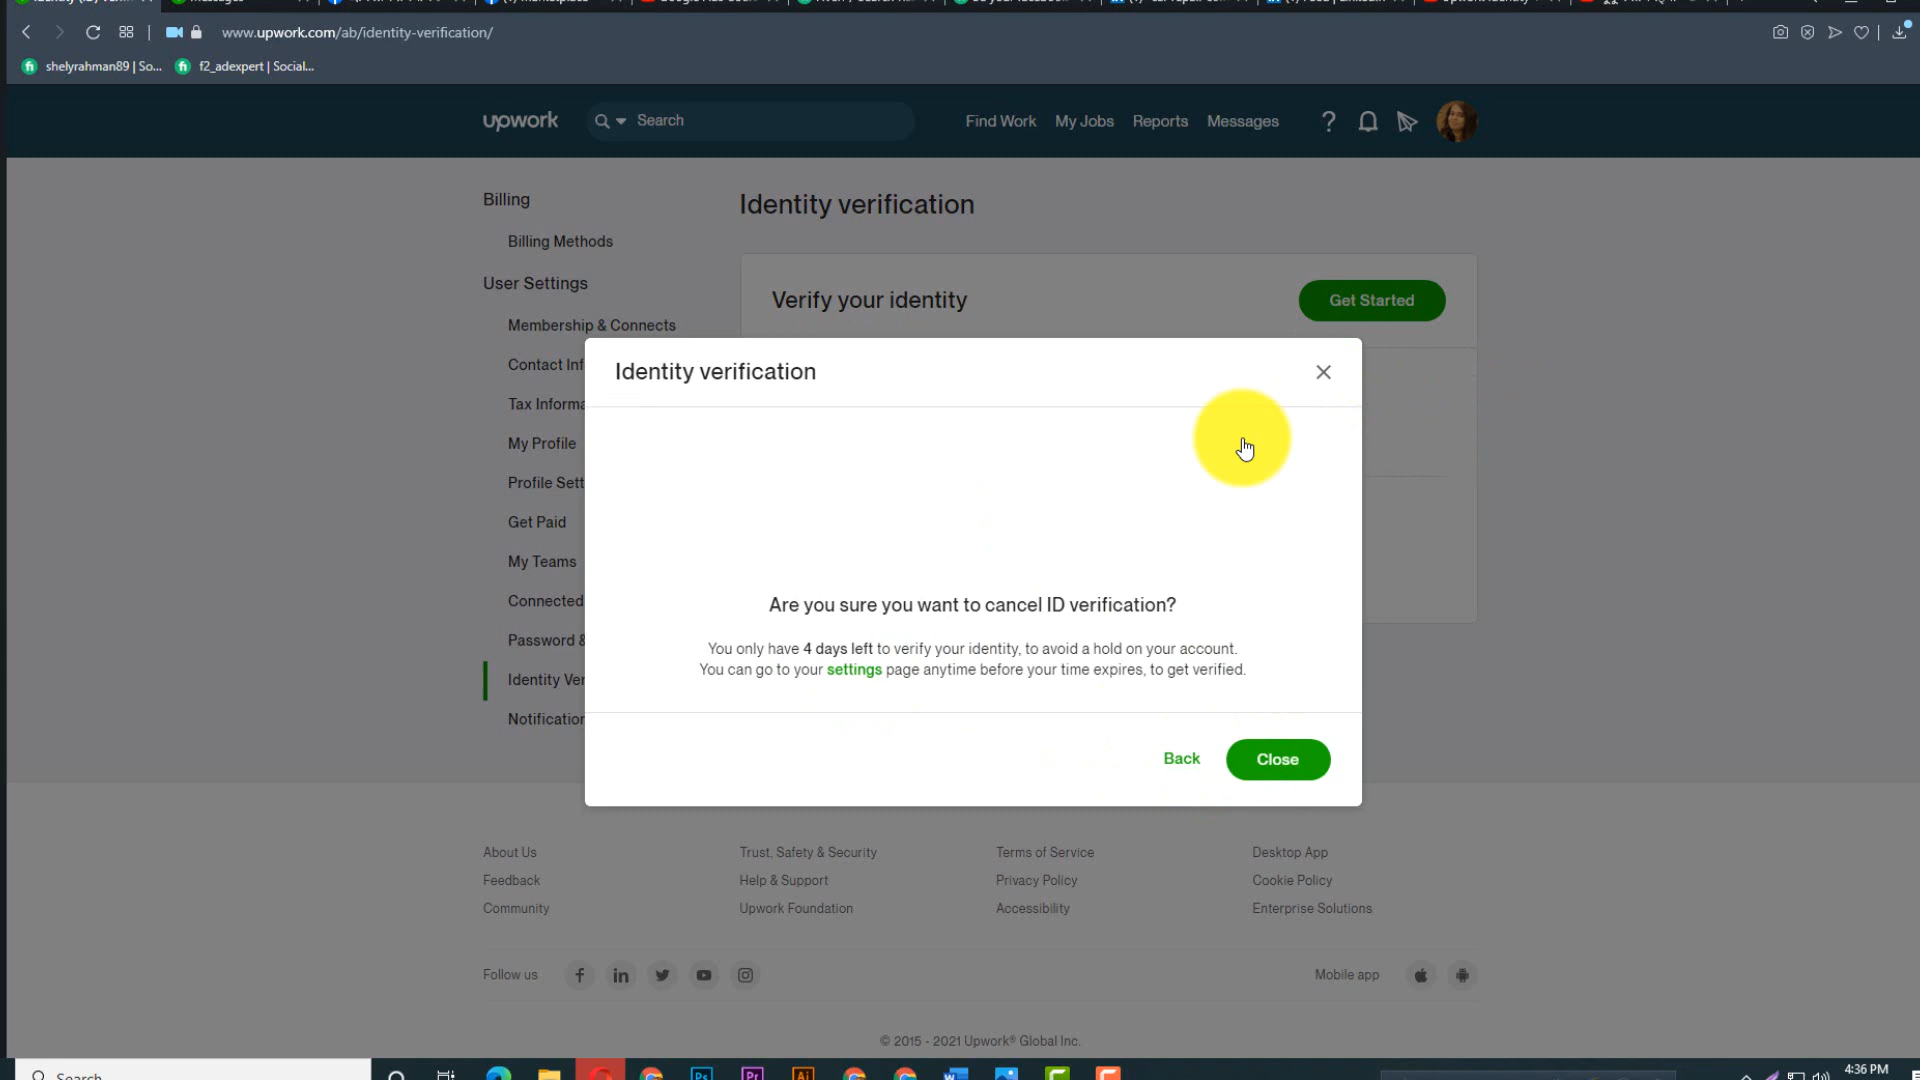 www.upwork.com/ab/identity-verification/
shelyrahman89 | So...
f2_adexpert | Social...
upwork
Search
Find Work
My Jobs
Reports
Messages
Billing
Identity verification
Billing Methods
User Settings
Verify your identity
Get Started
Membership & Connects
Contact Inf
Identity verification
Tax Informa
My Profile
Profile Sett
Get Paid
My Teams
Connected
Are you sure you want to cancel ID verification?
Password &
You only have 4 days left to verify your identity, to avoid a hold on your account.
You can go to your settings page anytime before your time expires, to get verified.
Identity Ver
Notification
Back
Close
About Us
Trust, Safety & Security
Terms of Service
Desktop App
Feedback
Help & Support
Privacy Policy
Cookie Policy
Community
Upwork Foundation
Accessibility
Enterprise Solutions
Follow us
Mobile app
© 2015 - 2021 Upwork® Global Inc.
Search
Ps
Pr
Ai
4:36 PM